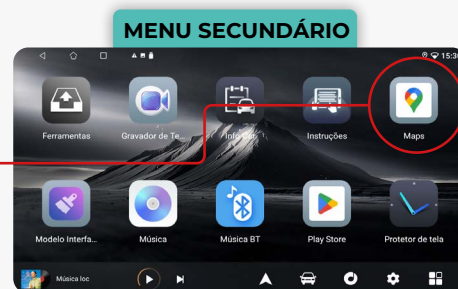 MENU SECUNDÁRIO
15:30
Ferramentas
Gravador de Te...
Info Car
Instruções
Maps
Modelo Interfa...
Música
Música BT
Play Store
Protetor de tela
Música loc